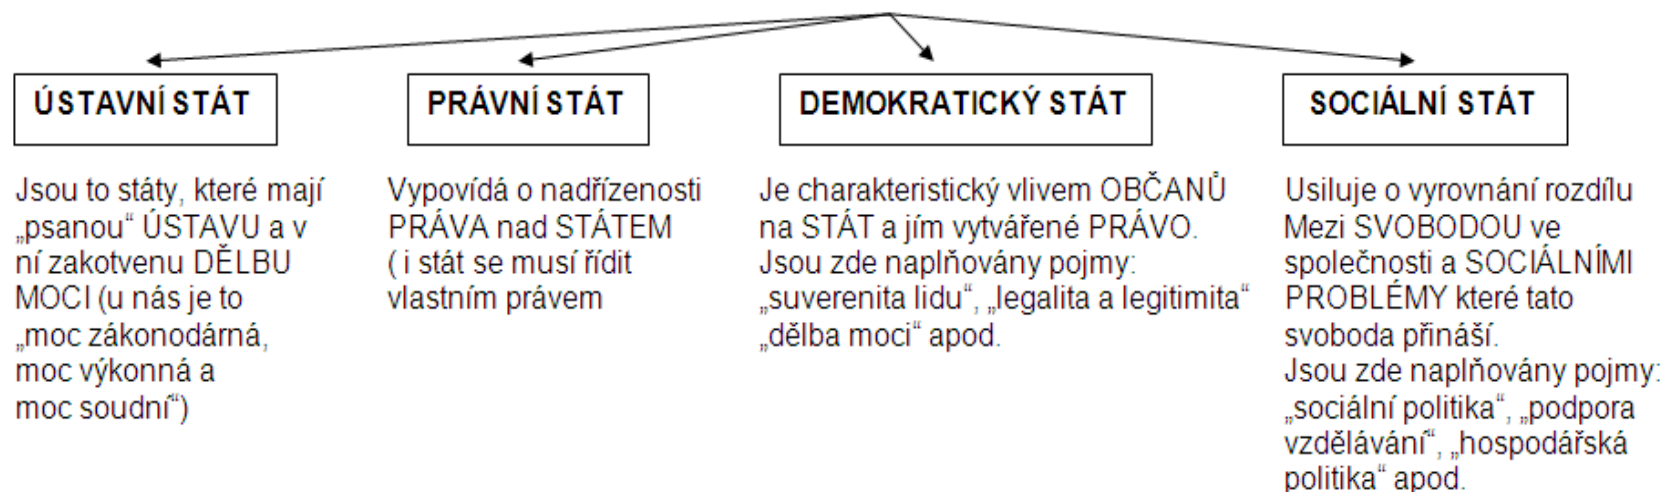 ÚSTAVNÍ STÁT
Jsou to státy, které mají
„psanou“ ÚSTAVU a v
ní zakotvenu DĚLBU
MOCI (u nás je to
„moc zákonodárná,
moc výkonná a
moc soudní“)
PRÁVNÍ STÁT
Vypovídá o nadřízenosti
PRÁVA nad STÁTEM
( i stát se musí řídit
vlastním právem
DEMOKRATICKÝ STÁT
Je charakteristický vlivem OBČANŮ
na STÁT a jím vytvářené PRÁVO.
Jsou zde naplňovány pojmy:
„suverenita lidu“, „legalita a legitimita“
„dělba moci“ apod.
SOCIÁLNÍ STÁT
Usiluje o vyrovnání rozdílu
Mezi SVOBODOU ve
společnosti a SOCIÁLNÍMI
PROBLÉMY které tato
svoboda přináší.
Jsou zde naplňovány pojmy:
„sociální politika“, „podpora
vzdělávání“, „hospodářská
politika“ apod.